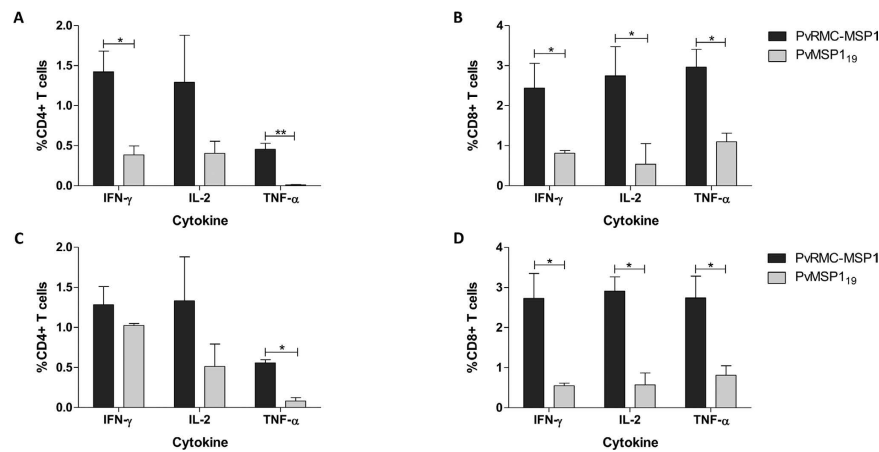 A
%CD4+ T cells
2.0
1.5
1.0
0.5
0.0
*
**
IFN-γ IL-2 TNF-α
Cytokine
B
%CD8+ T cells
4
3
2
1
0
* * *
IFN-γ IL-2 TNF-α
Cytokine
PvRMC-MSP1
PvMSP1₁₉
C
%CD4+ T cells
2.0
1.5
1.0
0.5
0.0
*
IFN-γ IL-2 TNF-α
Cytokine
D
%CD8+ T cells
4
3
2
1
0
* * *
IFN-γ IL-2 TNF-α
Cytokine
PvRMC-MSP1
PvMSP1₁₉